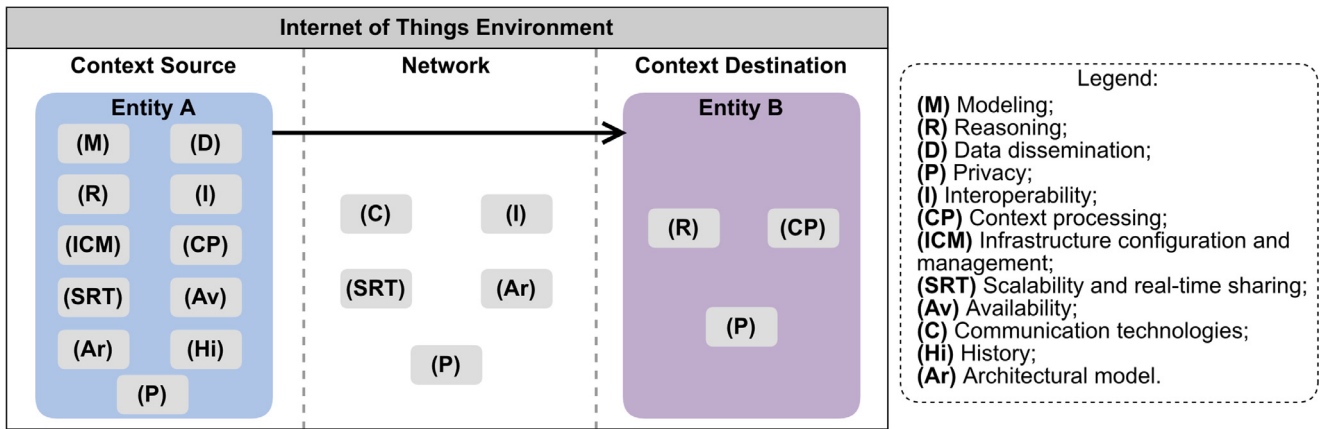 Internet of Things Environment
Context Source
Network
Context Destination
Entity A
(M) (D)
(R) (I)
(ICM) (CP)
(SRT) (Av)
(Ar) (Hi)
(P)
(C) (I)
(SRT) (Ar)
(P)
Entity B
(R) (CP)
(P)
Legend:
(M) Modeling;
(R) Reasoning;
(D) Data dissemination;
(P) Privacy;
(I) Interoperability;
(CP) Context processing;
(ICM) Infrastructure configuration and
management;
(SRT) Scalability and real-time sharing;
(Av) Availability;
(C) Communication technologies;
(Hi) History;
(Ar) Architectural model.